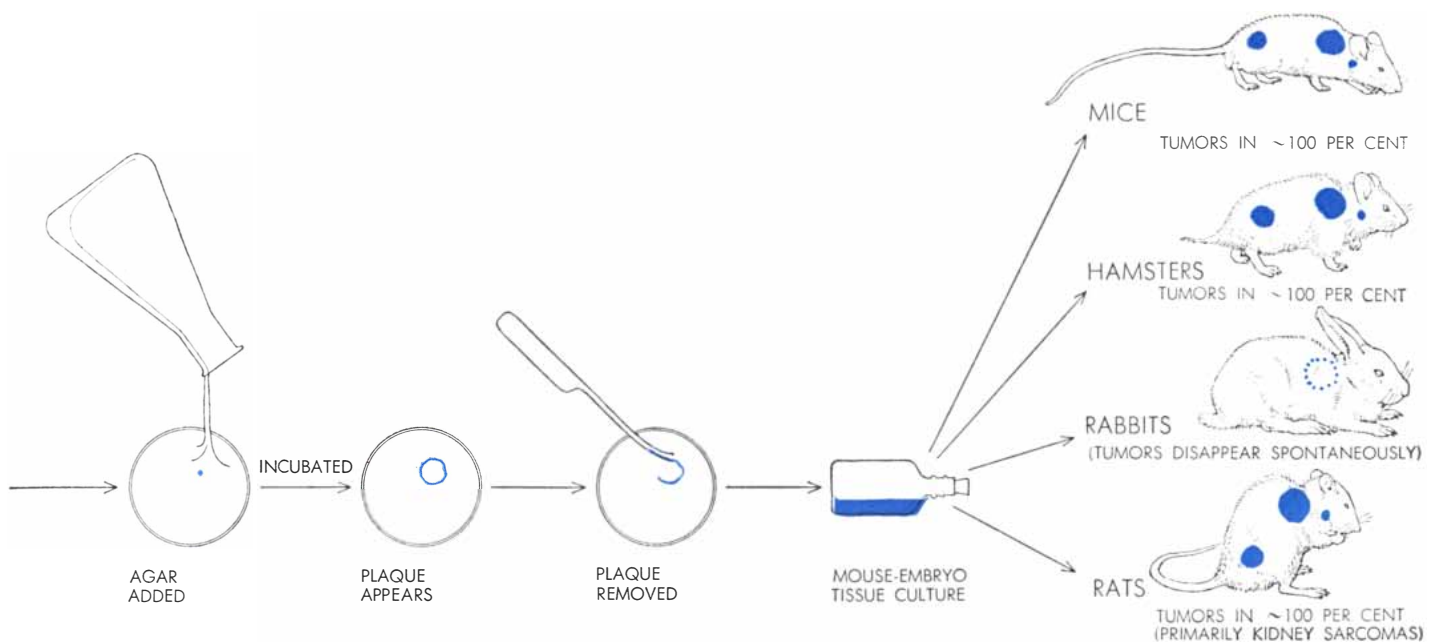 AGAR
ADDED
INCUBATED
PLAQUE
APPEARS
PLAQUE
REMOVED
MOUSE-EMBRYO
TISSUE CULTURE
MICE
TUMORS IN ~100 PER CENT
HAMSTERS
TUMORS IN ~100 PER CENT
RABBITS
(TUMORS DISAPPEAR SPONTANEOUSLY)
RATS
TUMORS IN ~100 PER CENT
(PRIMARILY KIDNEY SARCOMAS)